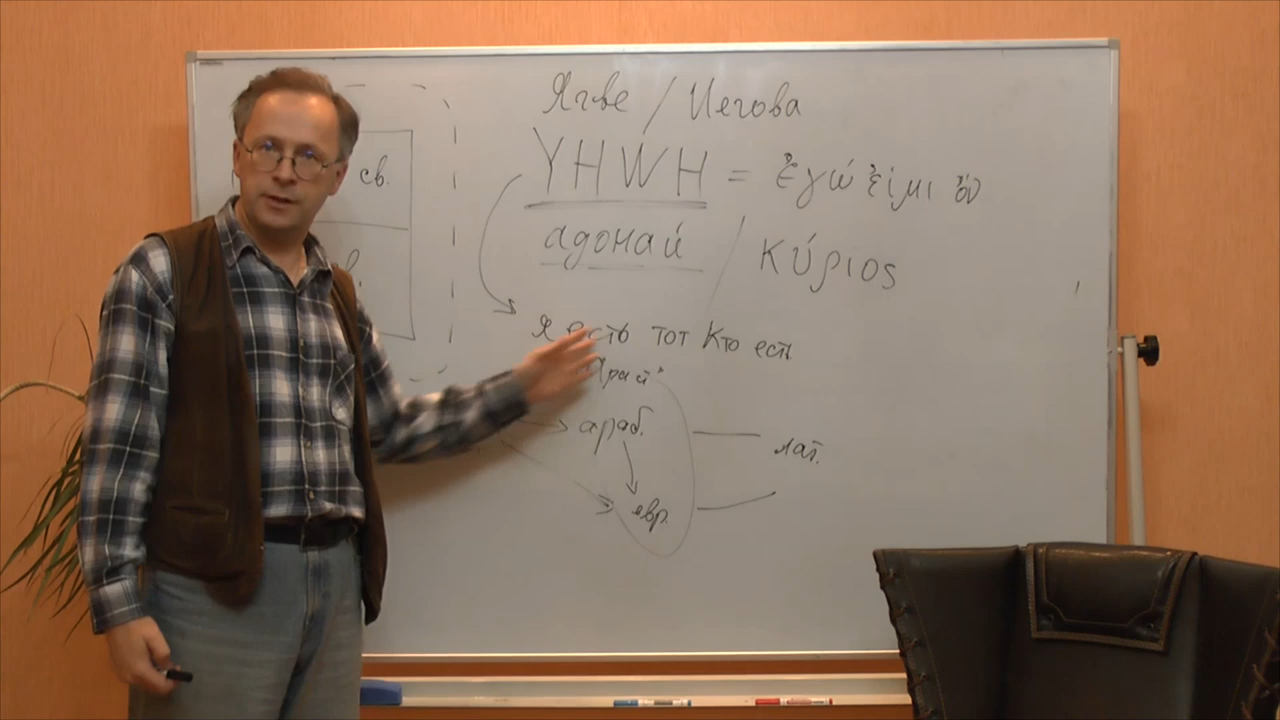 Ягве / Иегова
YHWH = ἐγώ εἰμι ὤν
адонай / κύριος
св.
я есть тот кто есть
араб.
лат.
евр.